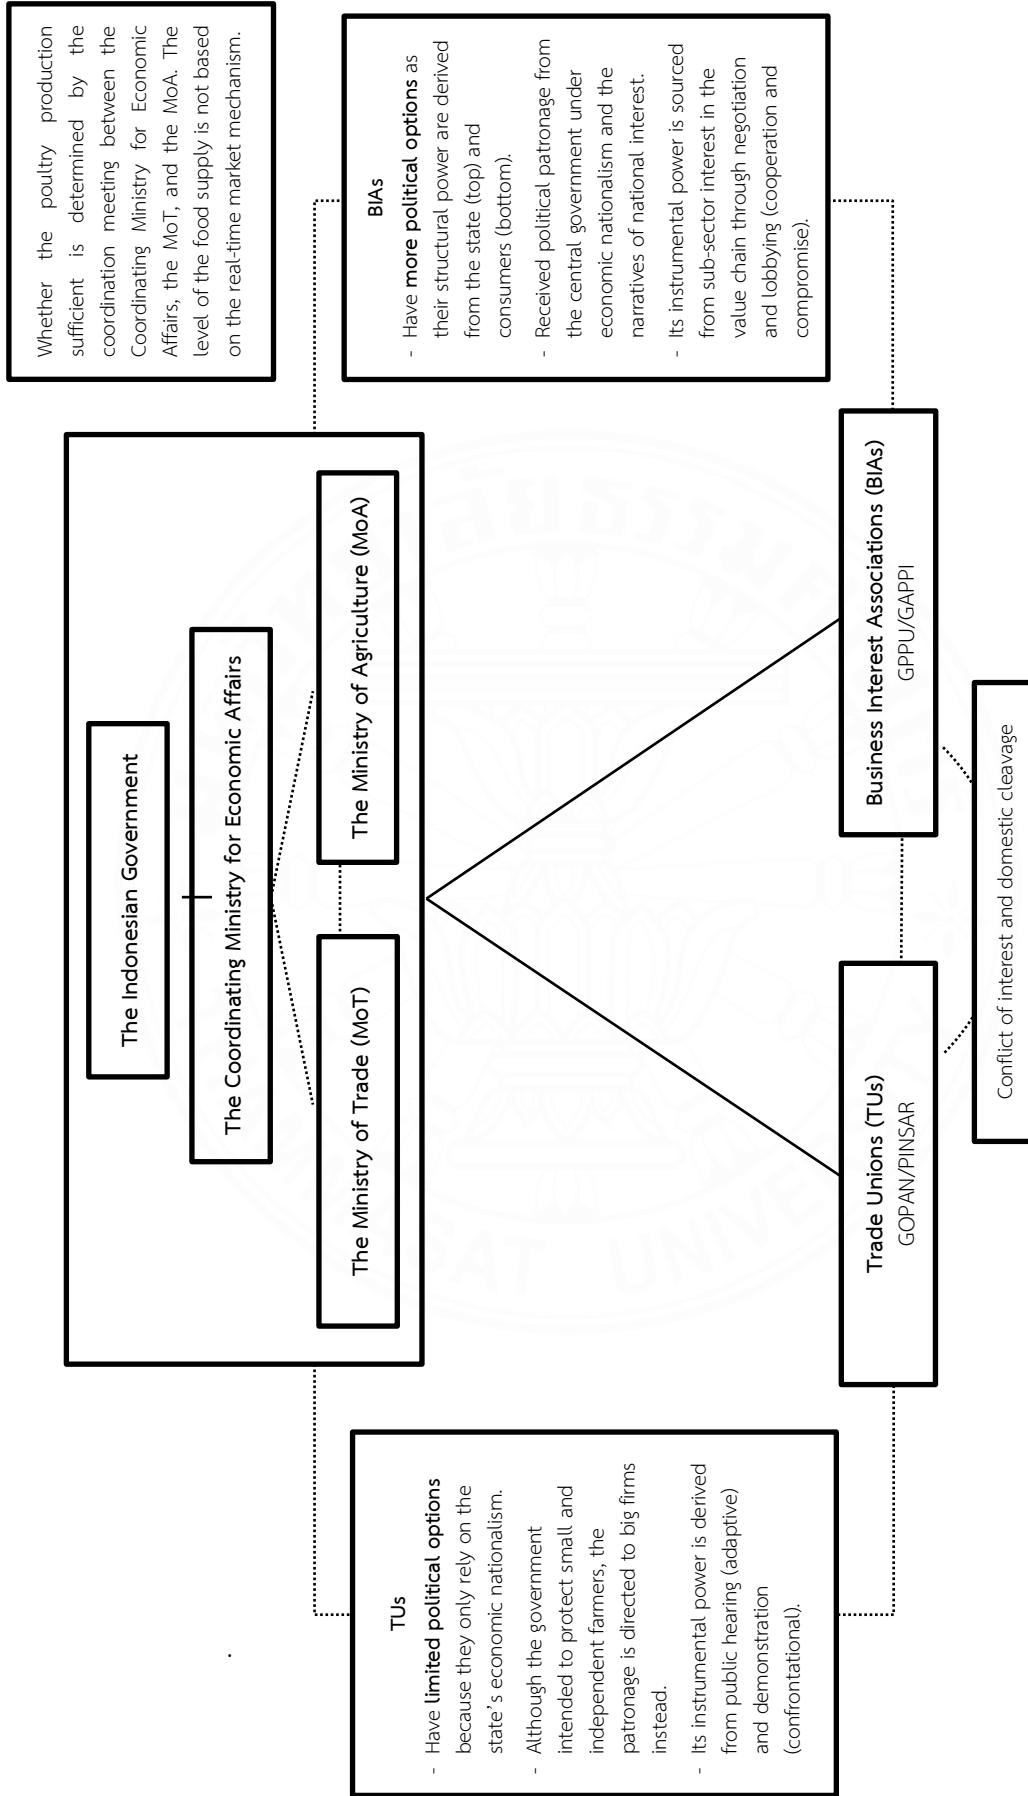 Whether the poultry production
sufficient is determined by the
coordination meeting between the
Coordinating Ministry for Economic
Affairs, the MoT, and the MoA. The
level of the food supply is not based
on the real-time market mechanism.
The Indonesian Government
The Coordinating Ministry for Economic Affairs
The Ministry of Trade (MoT)
The Ministry of Agriculture (MoA)
TUs
- Have limited political options
because they only rely on the
state's economic nationalism.
- Although the government
intended to protect small and
independent farmers, the
patronage is directed to big firms
instead.
- Its instrumental power is derived
from public hearing (adaptive)
and demonstration
(confrontational).
BIAs
- Have more political options as
their structural power are derived
from the state (top) and
consumers (bottom).
- Received political patronage from
the central government under
economic nationalism and the
narratives of national interest.
- Its instrumental power is sourced
from sub-sector interest in the
value chain through negotiation
and lobbying (cooperation and
compromise).
Trade Unions (TUs)
GOPAN/PINSAR
Business Interest Associations (BIAs)
GPPU/GAPPI
Conflict of interest and domestic cleavage